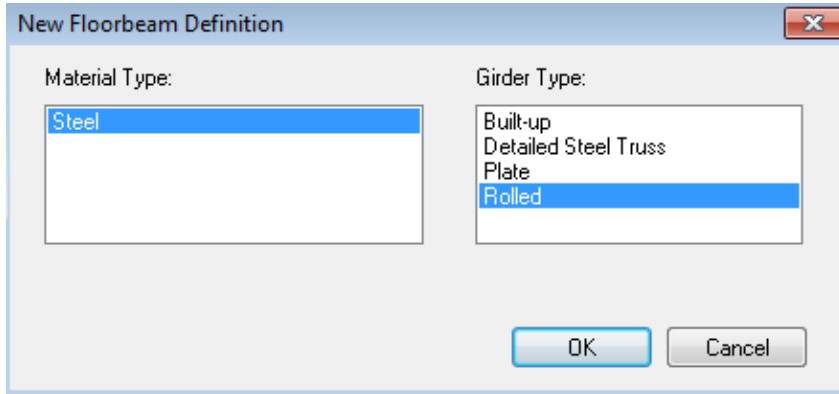 New Floorbeam Definition
Material Type:
Steel
Girder Type:
Built-up
Detailed Steel Truss
Plate
Rolled
OK
Cancel